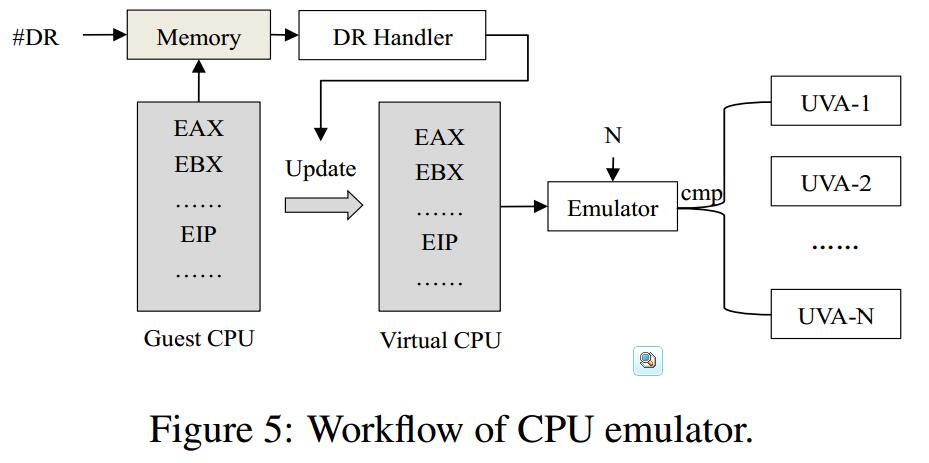 #DR
Memory
DR Handler
EAX
EBX
......
EIP
......
Guest CPU
Update
EAX
EBX
......
EIP
......
Virtual CPU
N
Emulator
cmp
UVA-1
UVA-2
......
UVA-N
Figure 5: Workflow of CPU emulator.